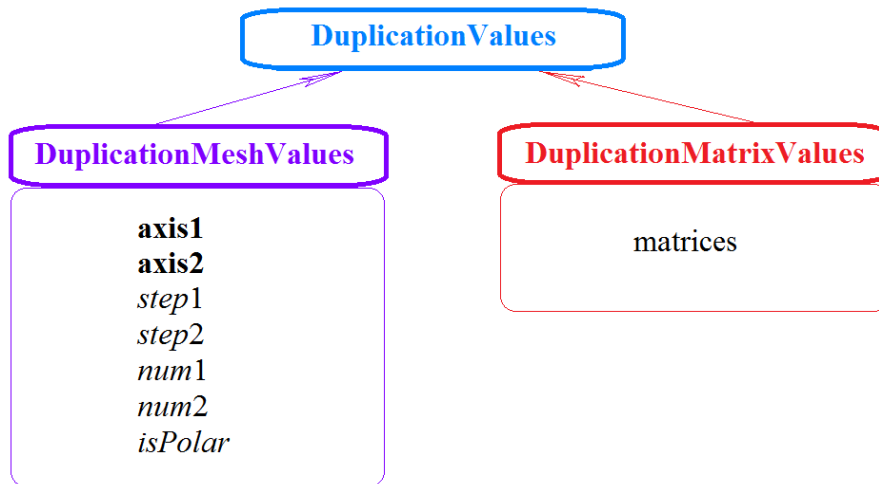 DuplicationValues
DuplicationMeshValues
DuplicationMatrixValues
axis1
axis2
step1
step2
num1
num2
isPolar
matrices